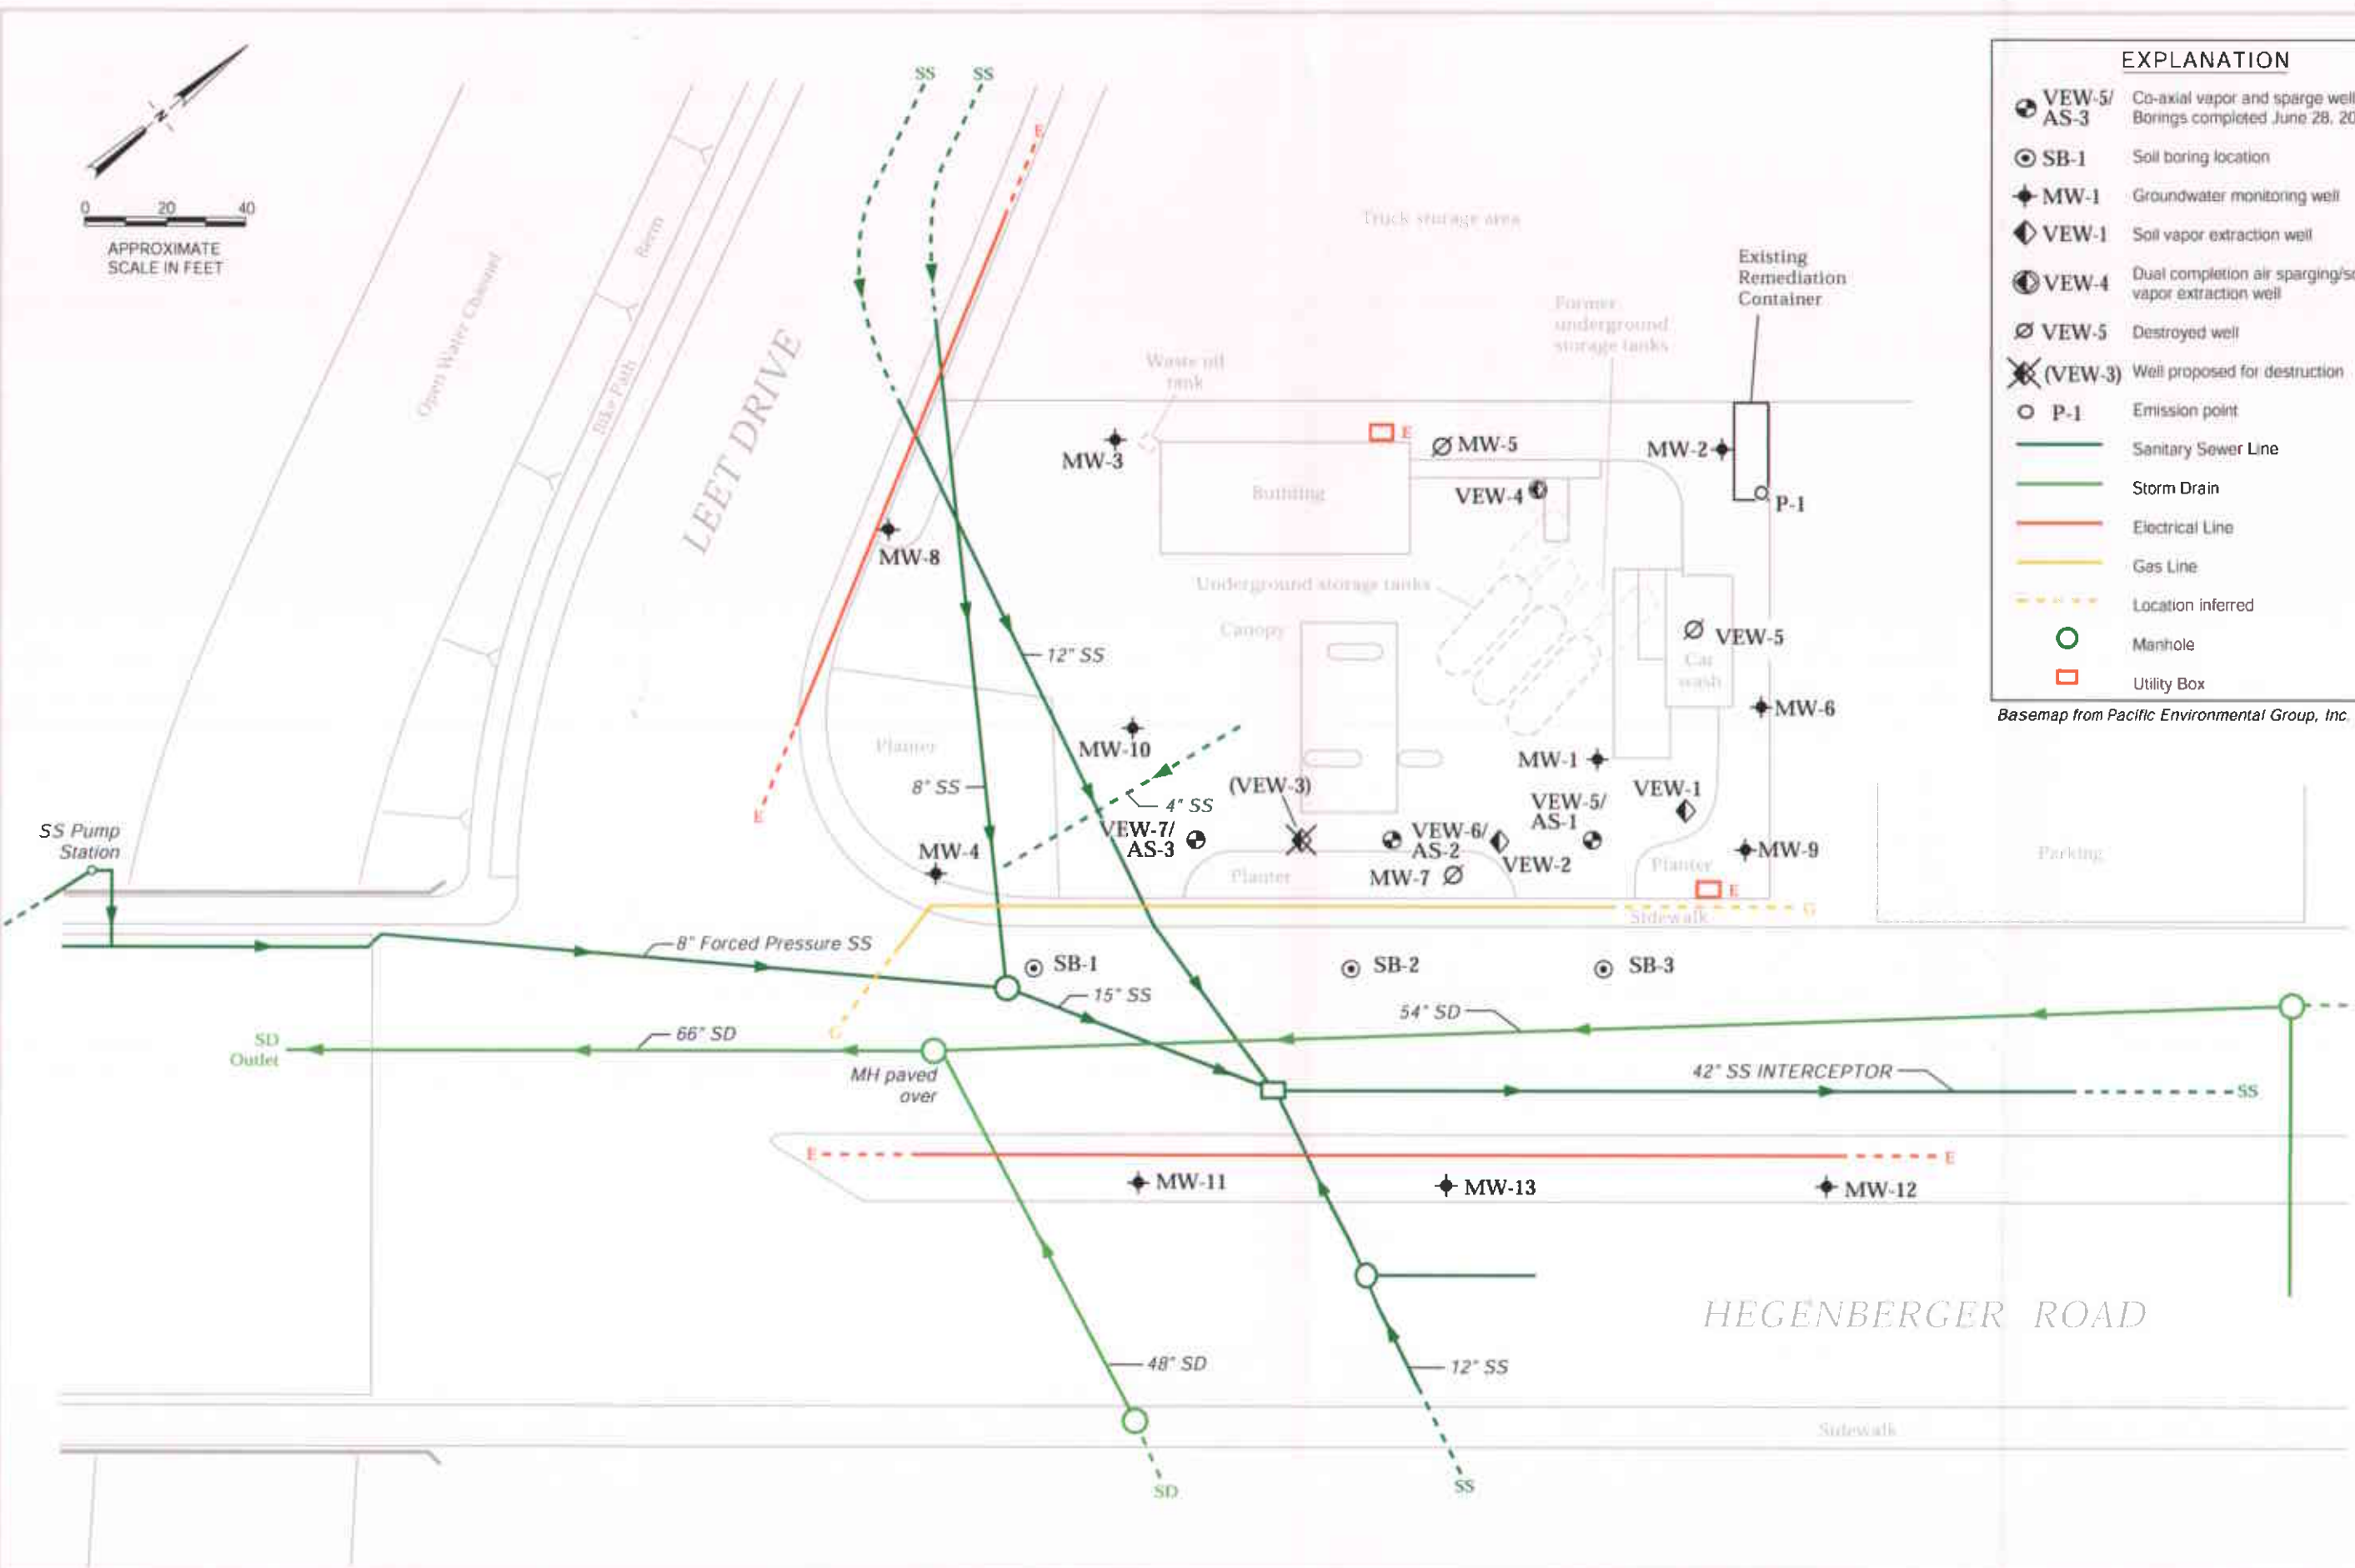 SS SS
E
N
0 20 40
APPROXIMATE
SCALE IN FEET
Open Water Channel
Berm
Bike Path
LEET DRIVE
Truck storage area
Existing
Remediation
Container
Former
underground
storage tanks
Waste oil
tank
MW-3
E
MW-5
MW-2
VEW-4
P-1
Building
MW-8
Underground storage tanks
Canopy
VEW-5
Car
wash
12" SS
MW-6
MW-10
Planter
MW-1
8" SS
4" SS
(VEW-3)
VEW-5/
AS-1
VEW-1
E
SS Pump
Station
VEW-7/
AS-3
VEW-6/
AS-2
VEW-2
MW-4
MW-9
Planter
MW-7
Planter
E
Parking
Sidewalk
G
8" Forced Pressure SS
SB-1
SB-2
SB-3
15" SS
54" SD
G
66" SD
SD
Outlet
MH paved
over
42" SS INTERCEPTOR
SS
E
E
MW-11
MW-13
MW-12
HEGENBERGER ROAD
48" SD
12" SS
Sidewalk
SD
SS
EXPLANATION
VEW-5/ Co-axial vapor and sparge well
AS-3 Borings completed June 28,
SB-1 Soil boring location
MW-1 Groundwater monitoring well
VEW-1 Soil vapor extraction well
VEW-4 Dual completion air sparging/
vapor extraction well
VEW-5 Destroyed well
(VEW-3) Well proposed for destruction
P-1 Emission point
Sanitary Sewer Line
Storm Drain
Electrical Line
Gas Line
Location inferred
Manhole
Utility Box
Basemap from Pacific Environmental Group, Inc.